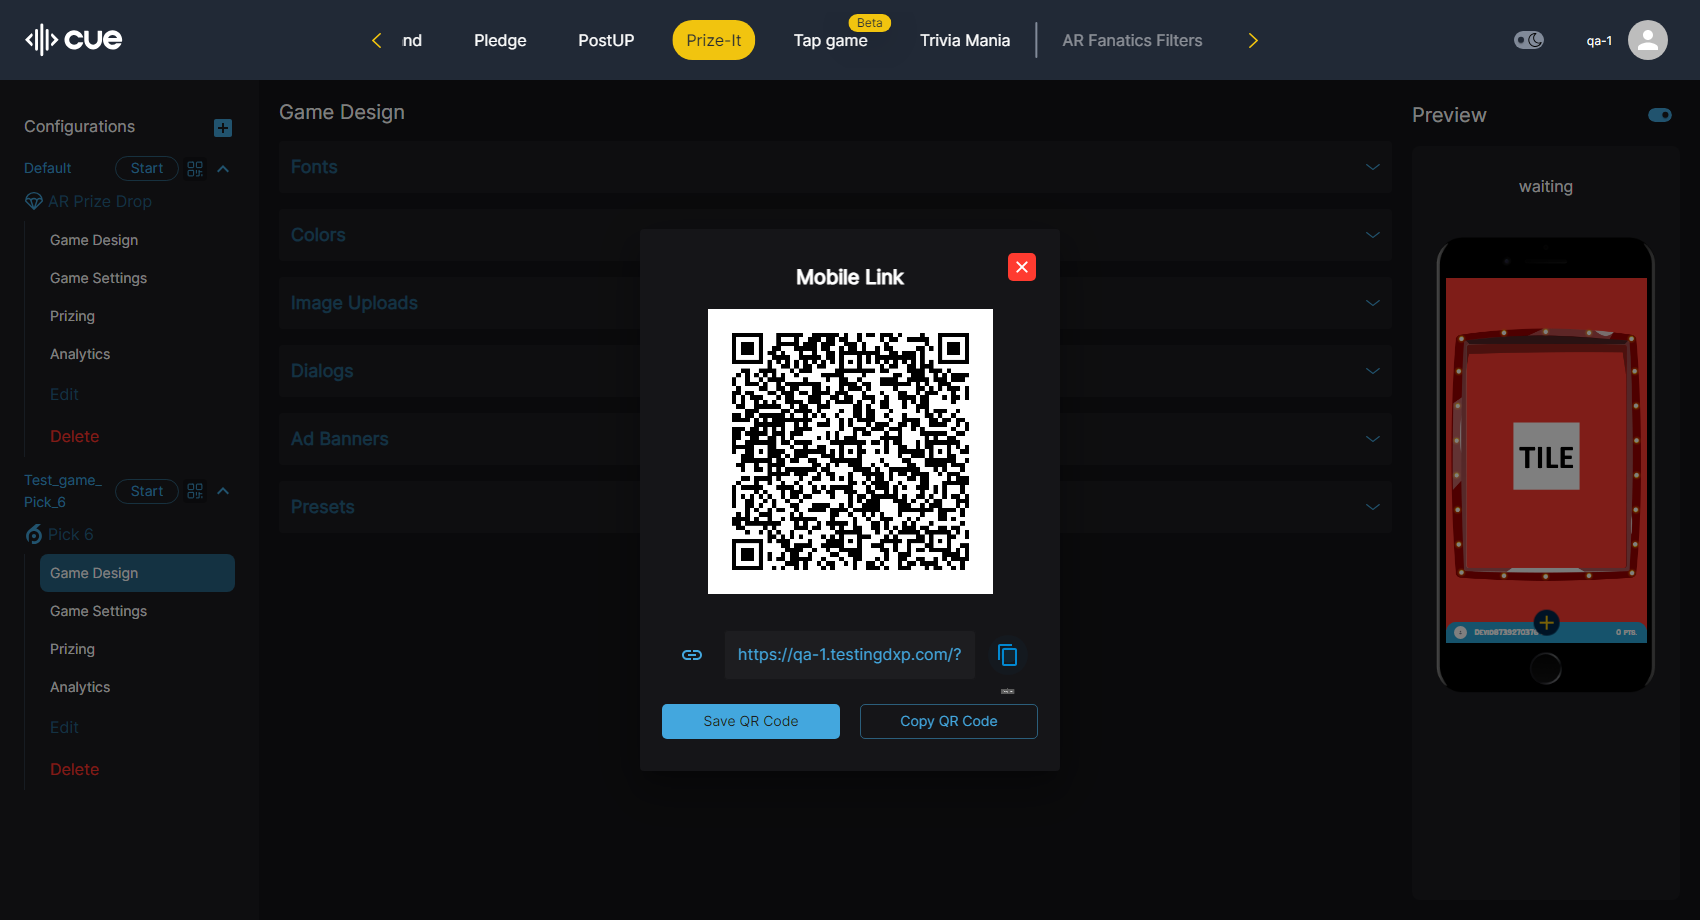 cue
nd
Pledge
PostUP
Prize-It
Tap game
Beta
Trivia Mania
AR Fanatics Filters
qa-1
Configurations
Default
Start
AR Prize Drop
Game Design
Game Settings
Prizing
Analytics
Edit
Delete
Test_game_
Pick_6
Start
Pick 6
Game Design
Game Settings
Prizing
Analytics
Edit
Delete
Game Design
Fonts
Colors
Image Uploads
Dialogs
Ad Banners
Presets
Mobile Link
https://qa-1.testingdxp.com/?
Save QR Code
Copy QR Code
Preview
waiting
TILE
0 PTS.